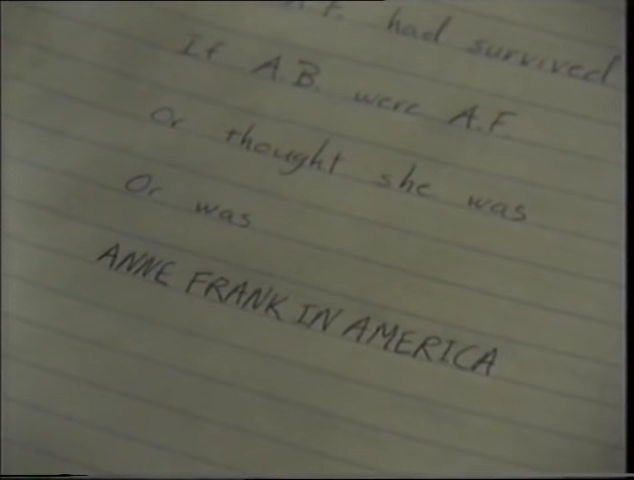 A.F. had survived
If A.B. were A.F.
Or thought she was
Or was
ANNE FRANK IN AMERICA